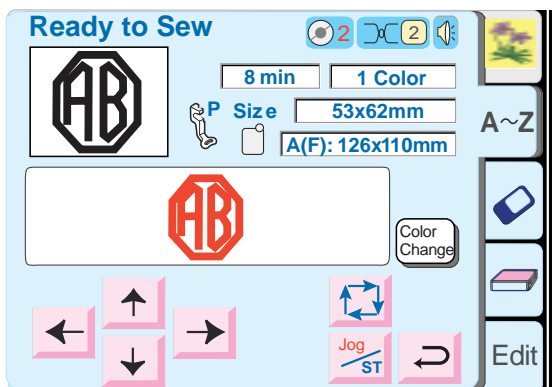 Ready to Sew
2
2
8 min
1 Color
P
Size
53x62mm
A(F): 126x110mm
A~Z
AB
AB
Color
Change
Jog
ST
Edit